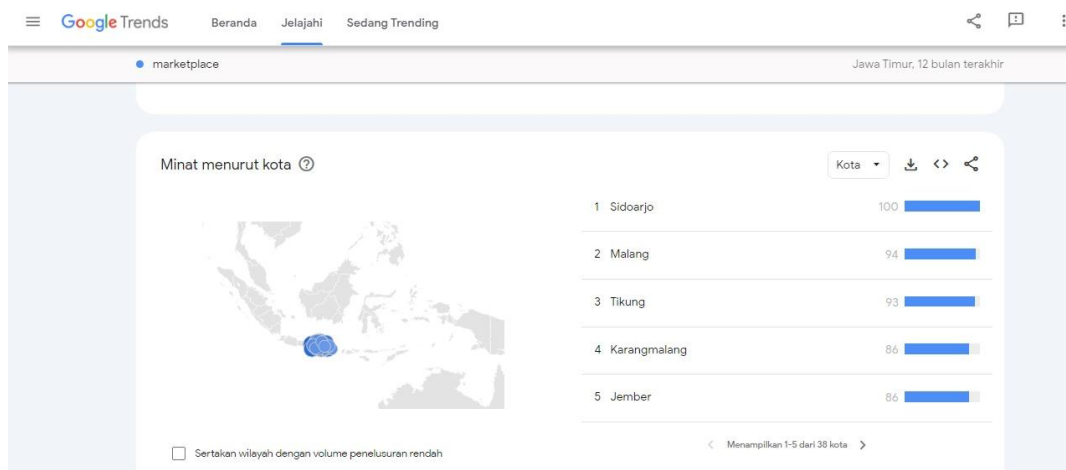 Google Trends Beranda Jelajahi Sedang Trending
marketplace Jawa Timur, 12 bulan terakhir
Minat menurut kota Kota
1 Sidoarjo 100
2 Malang 94
3 Tikung 93
4 Karangmalang 86
5 Jember 86
Sertakan wilayah dengan volume penelusuran rendah
Menampilkan 1-5 dari 38 kota